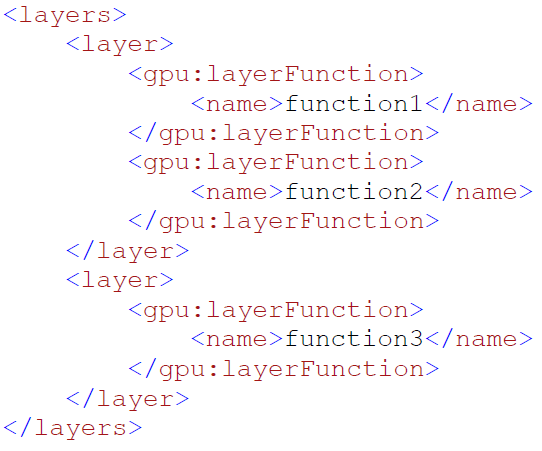 <layers>
    <layer>
        <gpu:layerFunction>
            <name>function1</name>
        </gpu:layerFunction>
        <gpu:layerFunction>
            <name>function2</name>
        </gpu:layerFunction>
    </layer>
    <layer>
        <gpu:layerFunction>
            <name>function3</name>
        </gpu:layerFunction>
    </layer>
</layers>